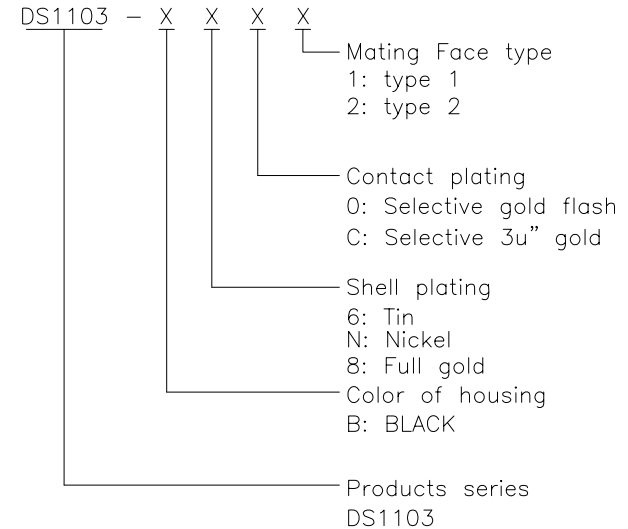 DS1103 - X X X X
Mating Face type
1: type 1
2: type 2
Contact plating
0: Selective gold flash
C: Selective 3u" gold
Shell plating
6: Tin
N: Nickel
8: Full gold
Color of housing
B: BLACK
Products series
DS1103